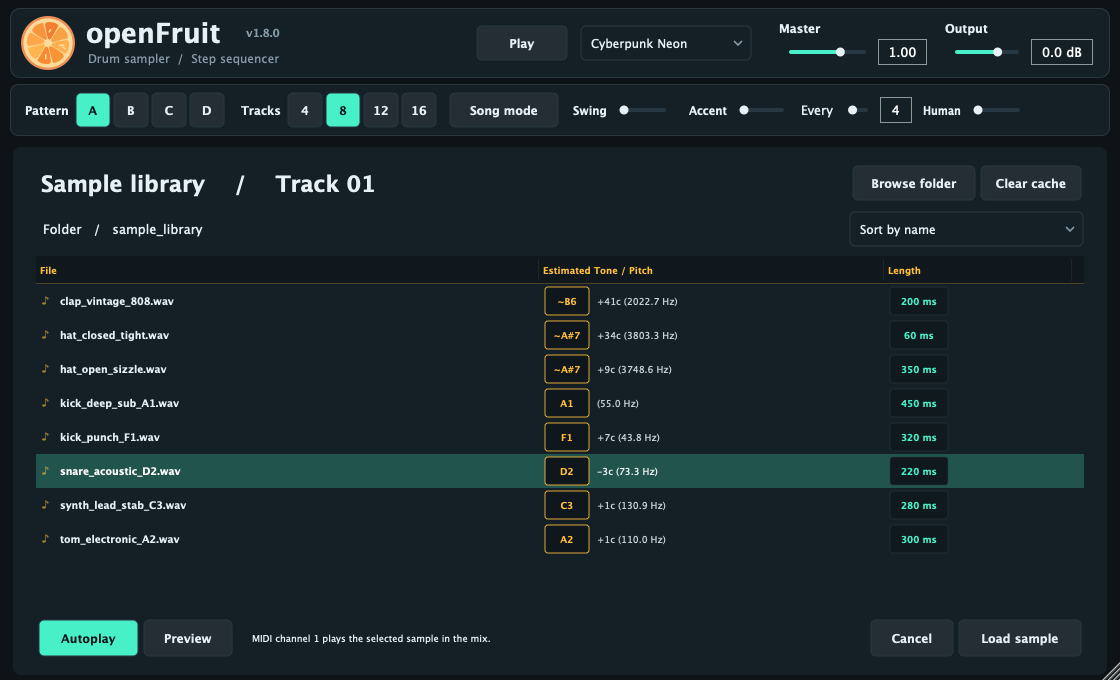 openFruit v1.8.0
Drum sampler / Step sequencer
Play
Cyberpunk Neon
Master
1.00
Output
0.0 dB
Pattern A B C D Tracks 4 8 12 16 Song mode Swing Accent Every 4 Human
Sample library / Track 01
Browse folder
Clear cache
Folder / sample_library
Sort by name
File Estimated Tone / Pitch Length
clap_vintage_808.wav ~B6 +41c (2022.7 Hz) 200 ms
hat_closed_tight.wav ~A#7 +34c (3803.3 Hz) 60 ms
hat_open_sizzle.wav ~A#7 +9c (3748.6 Hz) 350 ms
kick_deep_sub_A1.wav A1 (55.0 Hz) 450 ms
kick_punch_F1.wav F1 +7c (43.8 Hz) 320 ms
snare_acoustic_D2.wav D2 −3c (73.3 Hz) 220 ms
synth_lead_stab_C3.wav C3 +1c (130.9 Hz) 280 ms
tom_electronic_A2.wav A2 +1c (110.0 Hz) 300 ms
Autoplay Preview MIDI channel 1 plays the selected sample in the mix. Cancel Load sample